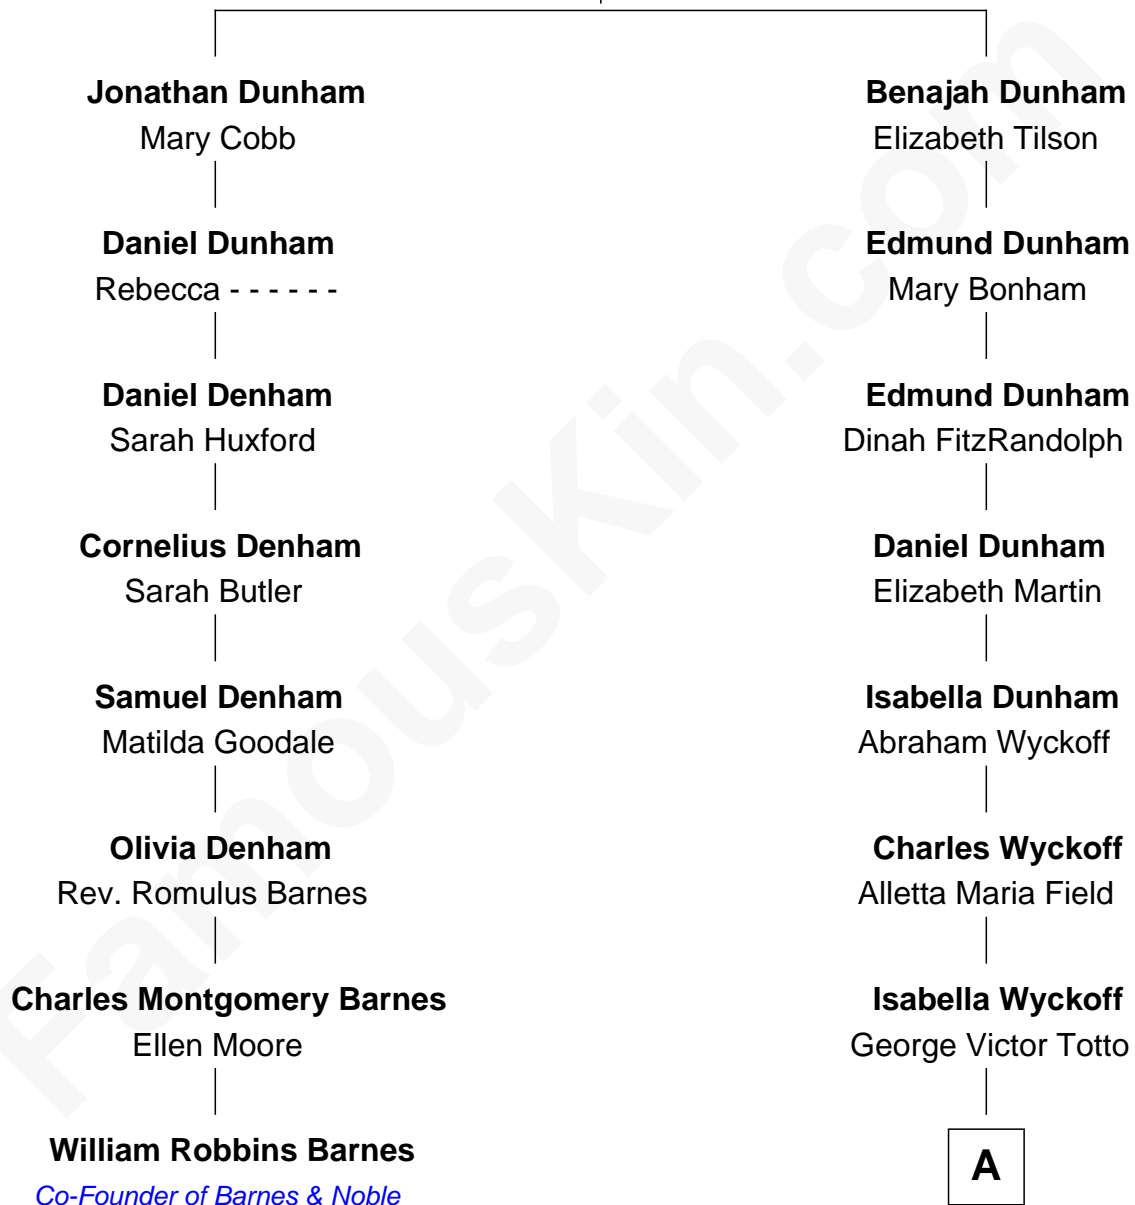 Jonathan Dunham
Mary Cobb
Daniel Dunham
Rebecca - - - - - -
Daniel Denham
Sarah Huxford
Cornelius Denham
Sarah Butler
Samuel Denham
Matilda Goodale
Olivia Denham
Rev. Romulus Barnes
Charles Montgomery Barnes
Ellen Moore
William Robbins Barnes
Co-Founder of Barnes & Noble
Benajah Dunham
Elizabeth Tilson
Edmund Dunham
Mary Bonham
Edmund Dunham
Dinah FitzRandolph
Daniel Dunham
Elizabeth Martin
Isabella Dunham
Abraham Wyckoff
Charles Wyckoff
Alletta Maria Field
Isabella Wyckoff
George Victor Totto
A
FamousKin.com